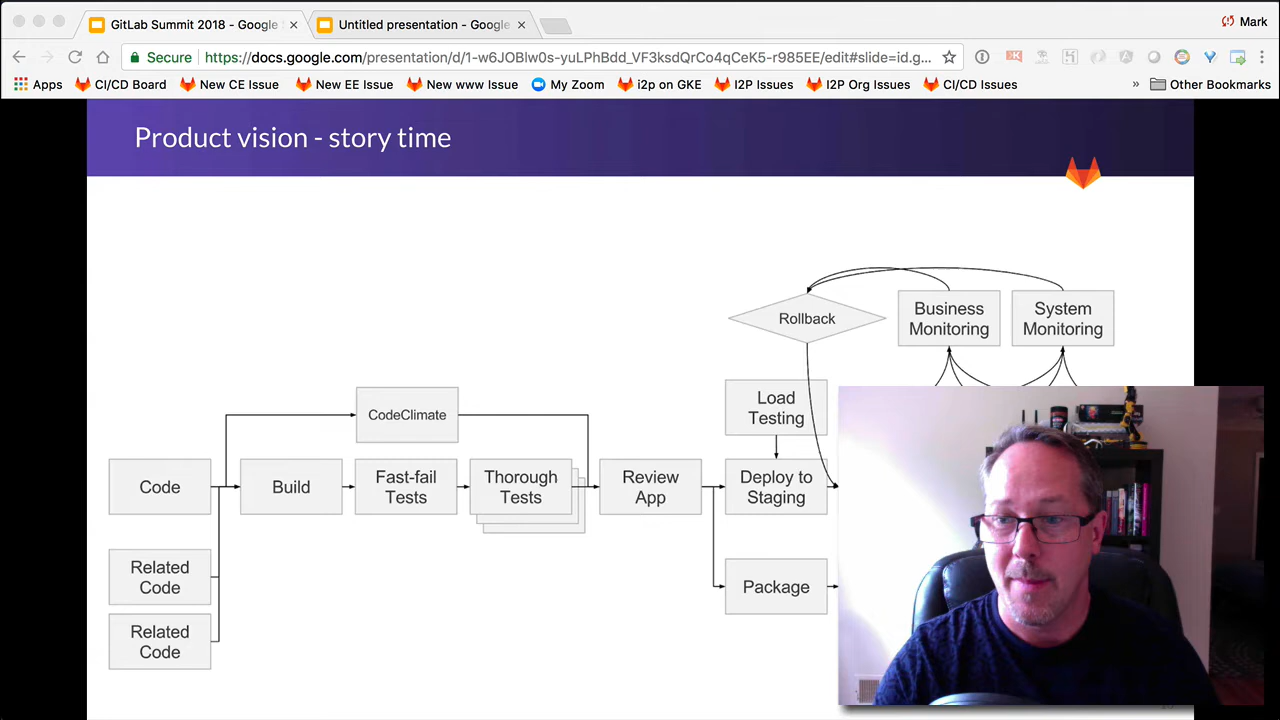 GitLab Summit 2018 - Google
Untitled presentation - Google
Mark
Secure
https://docs.google.com/presentation/d/1-w6JOBlw0s-yuLPhBdd_VF3ksdQrCo4qCeK5-r985EE/edit#slide=id.g...
Apps
CI/CD Board
New CE Issue
New EE Issue
New www Issue
My Zoom
i2p on GKE
I2P Issues
I2P Org Issues
CI/CD Issues
»
Other Bookmarks
Product vision - story time
Rollback
Business
Monitoring
System
Monitoring
CodeClimate
Load
Testing
Code
Build
Fast-fail
Tests
Thorough
Tests
Review
App
Deploy to
Staging
Related
Code
Package
Related
Code